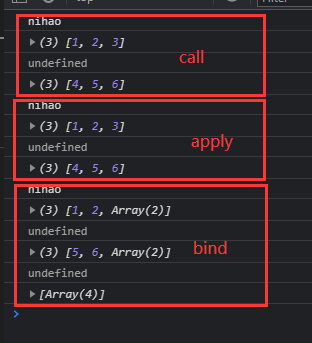 top
Filter
nihao
(3) [1, 2, 3]
undefined
(3) [4, 5, 6]
call
nihao
(3) [1, 2, 3]
undefined
(3) [4, 5, 6]
apply
nihao
(3) [1, 2, Array(2)]
undefined
(3) [5, 6, Array(2)]
undefined
[Array(4)]
bind